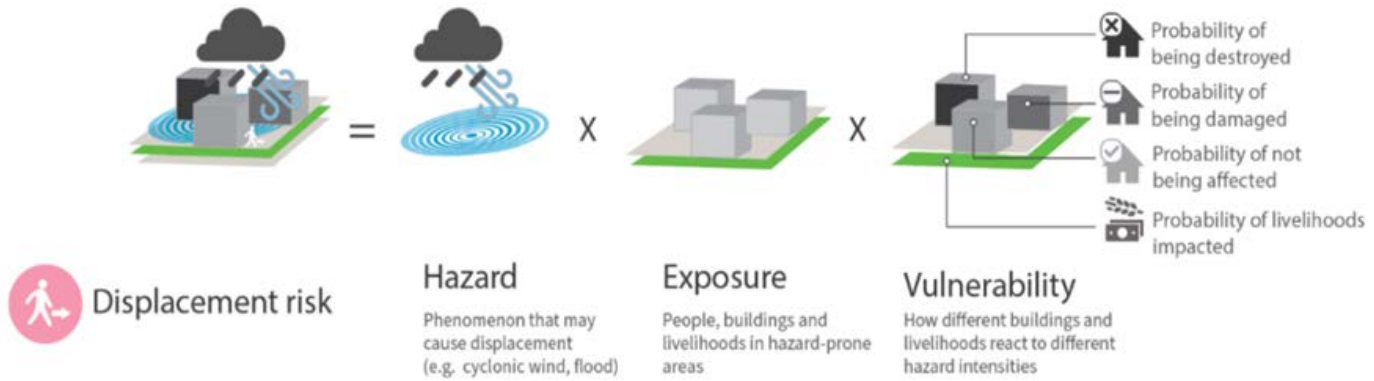 Probability of
being destroyed
Probability of
being damaged
=
X
X
Probability of not
being affected
Probability of livelihoods
impacted
Displacement risk
Hazard
Phenomenon that may
cause displacement
(e.g. cyclonic wind, flood)
Exposure
People, buildings and
livelihoods in hazard-prone
areas
Vulnerability
How different buildings and
livelihoods react to different
hazard intensities